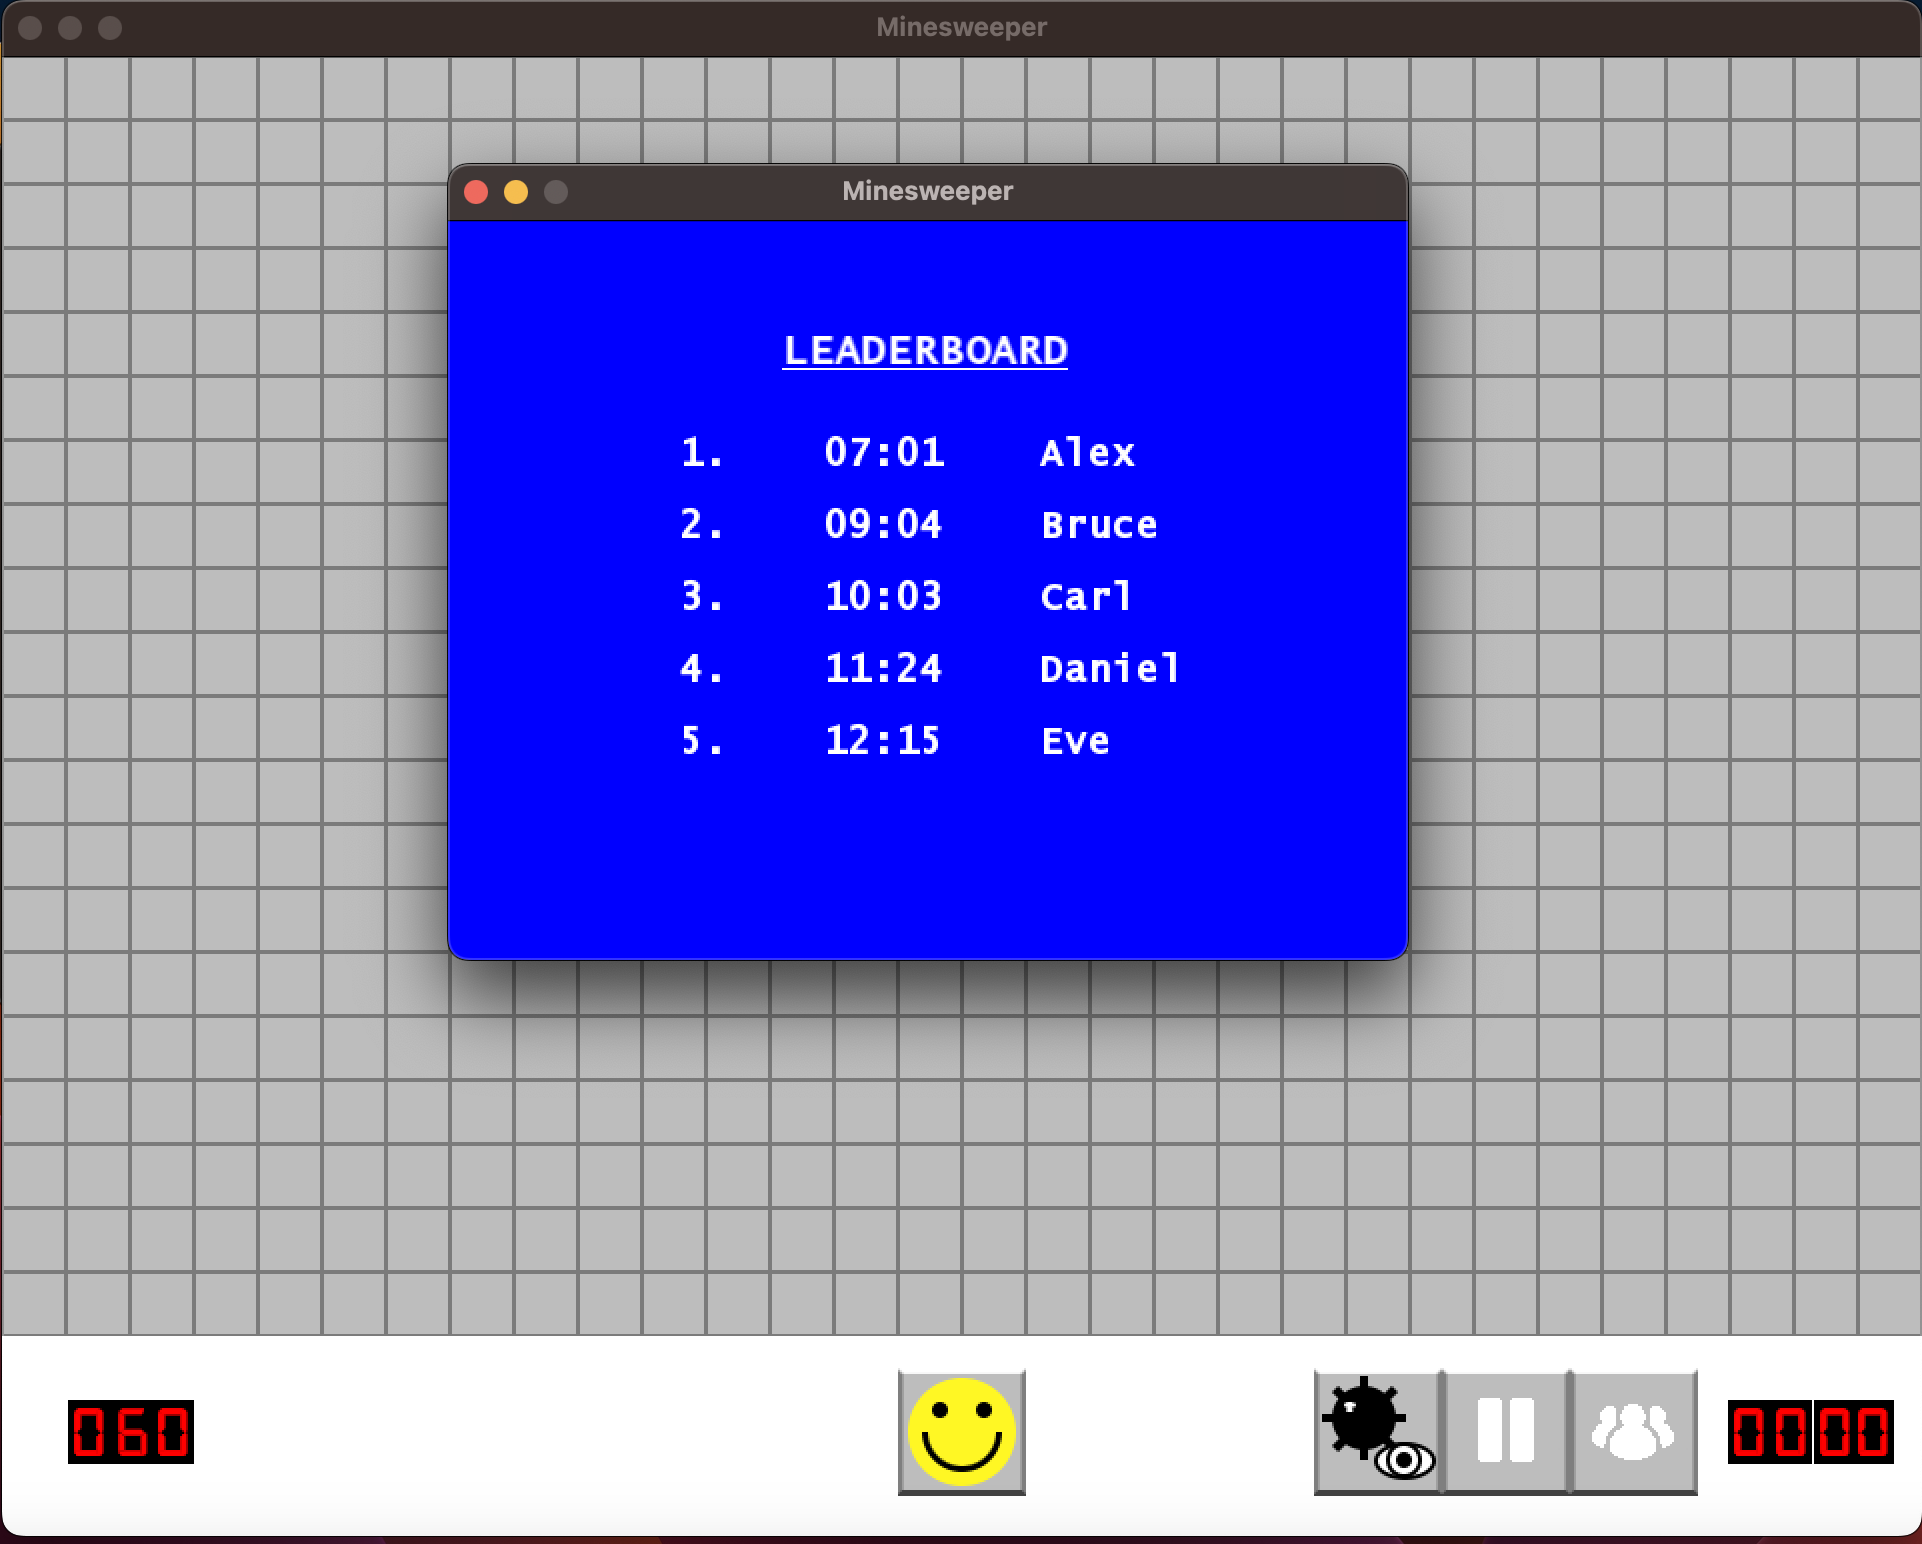 Minesweeper
Minesweeper
LEADERBOARD
1. 07:01 Alex
2. 09:04 Bruce
3. 10:03 Carl
4. 11:24 Daniel
5. 12:15 Eve
060 0000